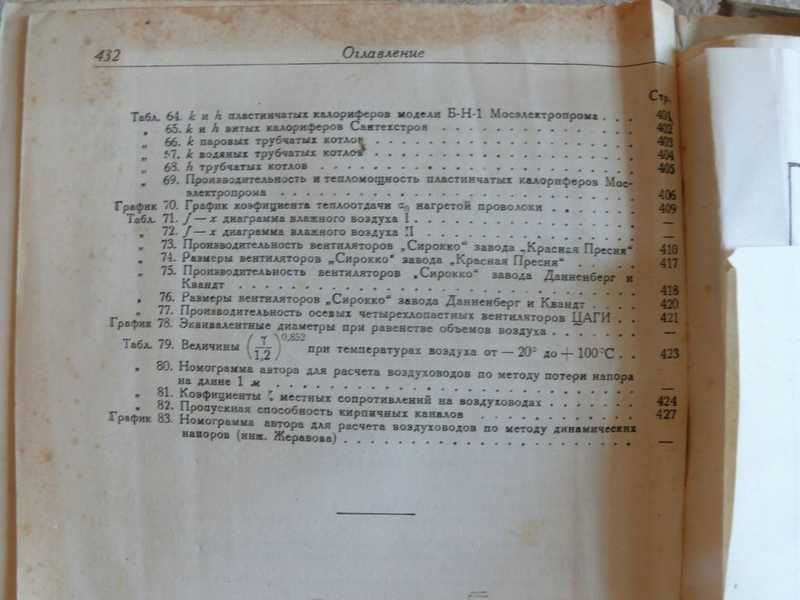 432 Оглавление
Стр.
Табл. 64. k и h пластинчатых калориферов модели Б-Н-1 Мосэлектропрома . . . 401
„ 65. k и h витых калориферов Сантехстроя . . . 402
„ 66. k паровых трубчатых котлов . . . 403
„ 67. k водяных трубчатых котлов . . . 404
„ 68. h трубчатых котлов . . . 405
„ 69. Производительность и тепломощность пластинчатых калориферов Мос-
электропрома . . . 406
График 70. График коэфициента теплоотдачи α₀ нагретой проволоки . . . 409
Табл. 71. J — x диаграмма влажного воздуха I . . . —
„ 72. J — x диаграмма влажного воздуха II . . . —
„ 73. Производительность вентиляторов „Сирокко“ завода „Красная Пресня“ 410
„ 74. Размеры вентиляторов „Сирокко“ завода „Красная Пресня“ . . . 417
„ 75. Производительность вентиляторов „Сирокко“ завода Данненберг и
Квандт . . . 418
„ 76. Размеры вентиляторов „Сирокко“ завода Данненберг и Квандт . . . 420
„ 77. Производительность осевых четырехлопастных вентиляторов ЦАГИ . . 421
График 78. Эквивалентные диаметры при равенстве объемов воздуха . . . —
Табл. 79. Величины (γ/1,2)^0,852 при температурах воздуха от — 20° до + 100°С . . 423
„ 80. Номограмма автора для расчета воздуховодов по методу потери напора
на длине 1 м . . . —
„ 81. Коефициенты ζ местных сопротивлений на воздуховодах . . . 424
„ 82. Пропускная способность кирпичных каналов . . . 427
График 83. Номограмма автора для расчета воздуховодов по методу динамических
напоров (инж. Жеравова) . . . —